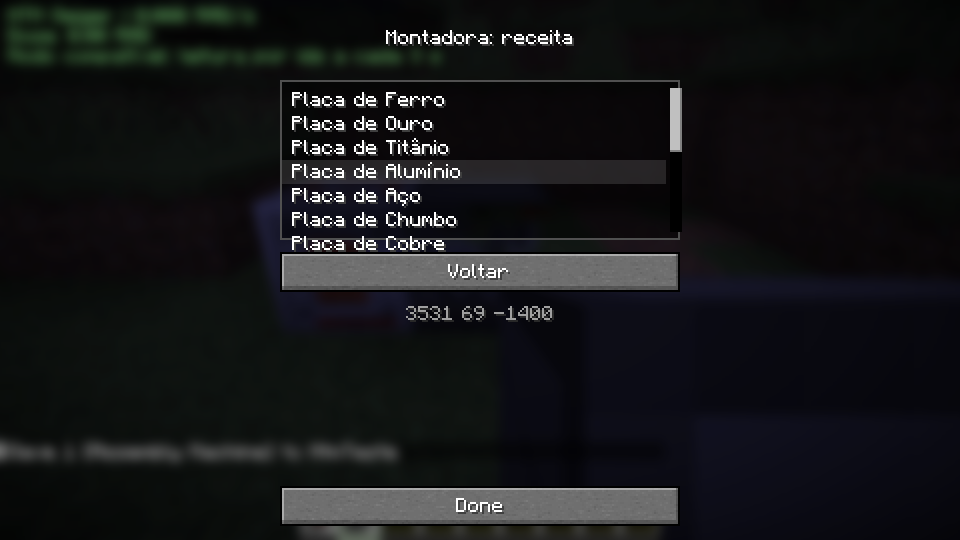 Montadora: receita
Placa de Ferro
Placa de Ouro
Placa de Titânio
Placa de Alumínio
Placa de Aço
Placa de Chumbo
Placa de Cobre
Voltar
3531 69 -1400
Done